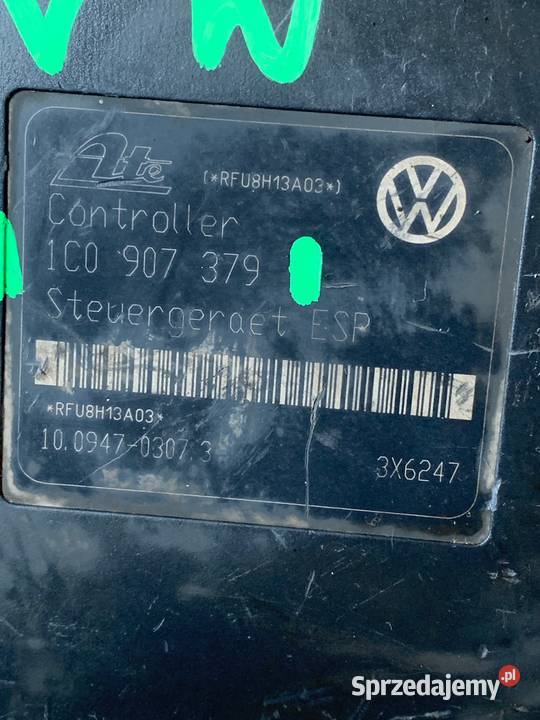 VW
Ate (*RFU8H13A03*)
Controller
1C0 907 379
Steuergeraet ESP
*RFU8H13A03*
10.0947-0307.3
3X6247
Sprzedajemy.pl